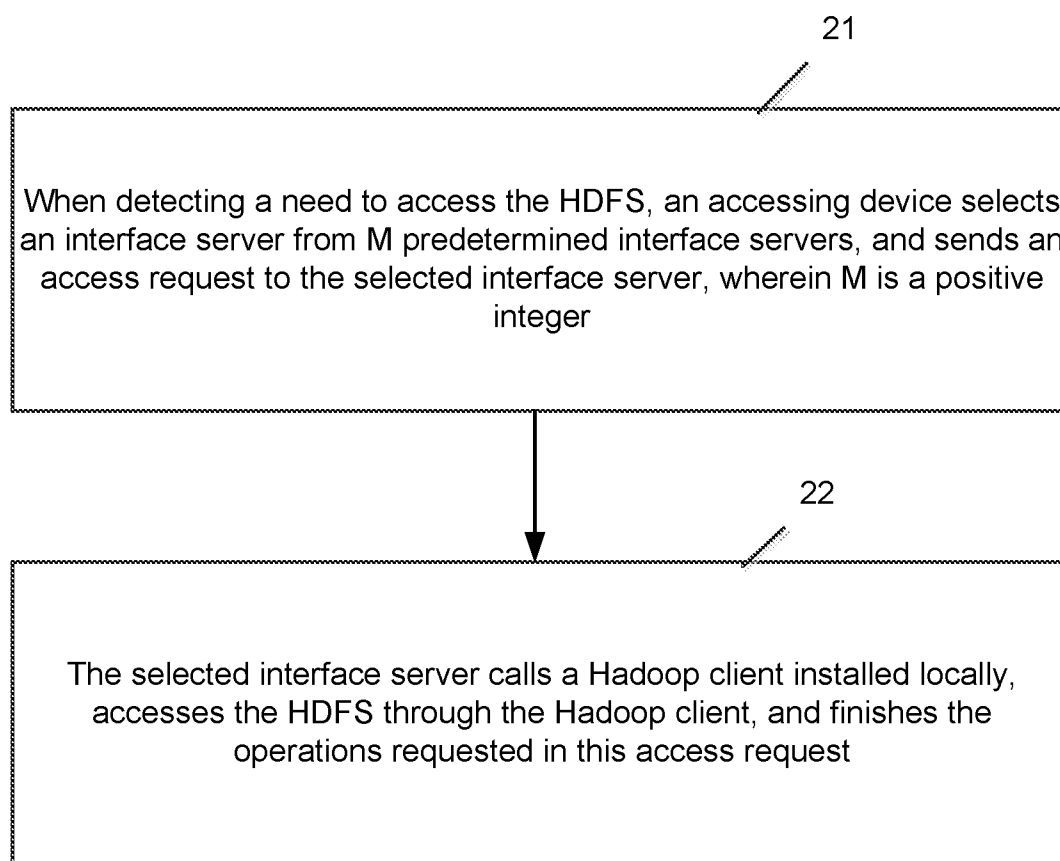 21
When detecting a need to access the HDFS, an accessing device selects
an interface server from M predetermined interface servers, and sends an
access request to the selected interface server, wherein M is a positive
integer
22
The selected interface server calls a Hadoop client installed locally,
accesses the HDFS through the Hadoop client, and finishes the
operations requested in this access request